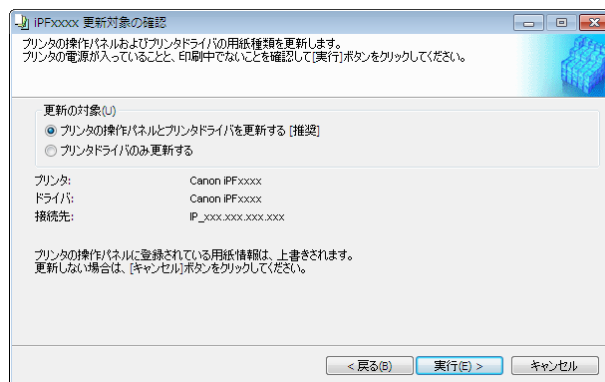 iPFxxxx 更新対象の確認
プリンタの操作パネルおよびプリンタドライバの用紙種類を更新します。
プリンタの電源が入っていることと、印刷中でないことを確認して[実行]ボタンをクリックしてください。
更新の対象(U)
プリンタの操作パネルとプリンタドライバを更新する [推奨]
プリンタドライバのみ更新する
プリンタ: Canon iPFxxxx
ドライバ: Canon iPFxxxx
接続先: IP_xxx.xxx.xxx.xxx
プリンタの操作パネルに登録されている用紙情報は、上書きされます。
更新しない場合は、[キャンセル]ボタンをクリックしてください。
< 戻る(B) 実行(E) > キャンセル